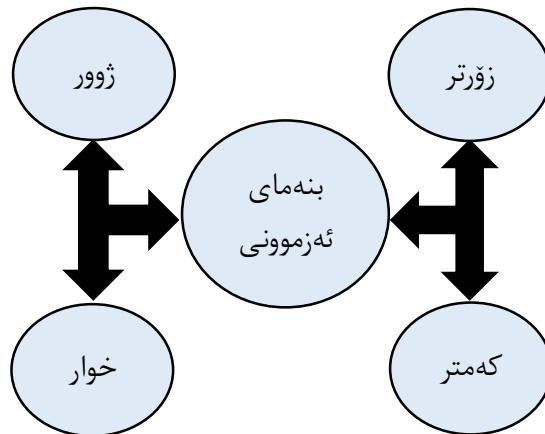 زۆرتر
ژوور
بنەمای
ئەزموونی
کەمتر
خوار